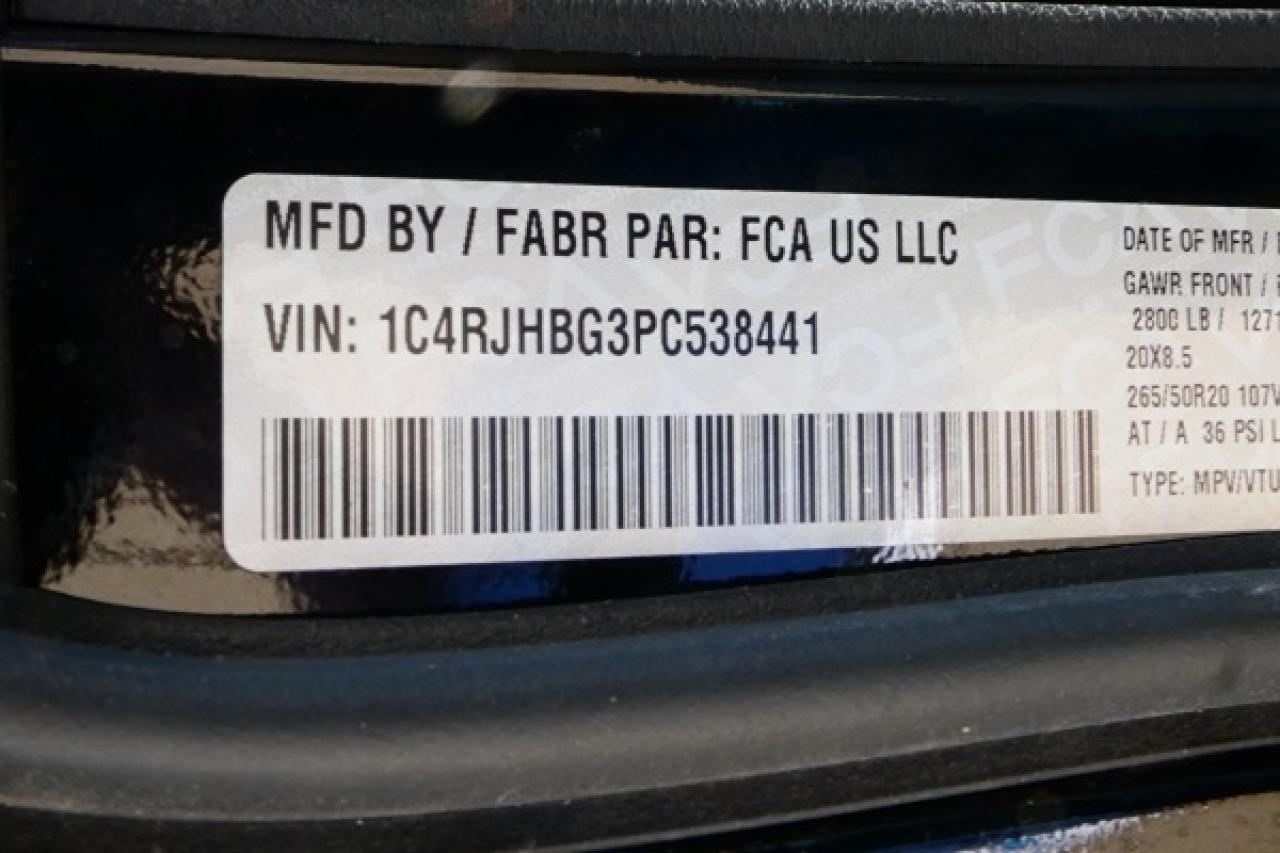 MFD BY / FABR PAR: FCA US LLC
VIN: 1C4RJHBG3PC538441
DATE OF MFR /
GAWR FRONT /
2800 LB / 1271
20X8.5
265/50R20 107V
AT / A 36 PSI
TYPE: MPV/VTU